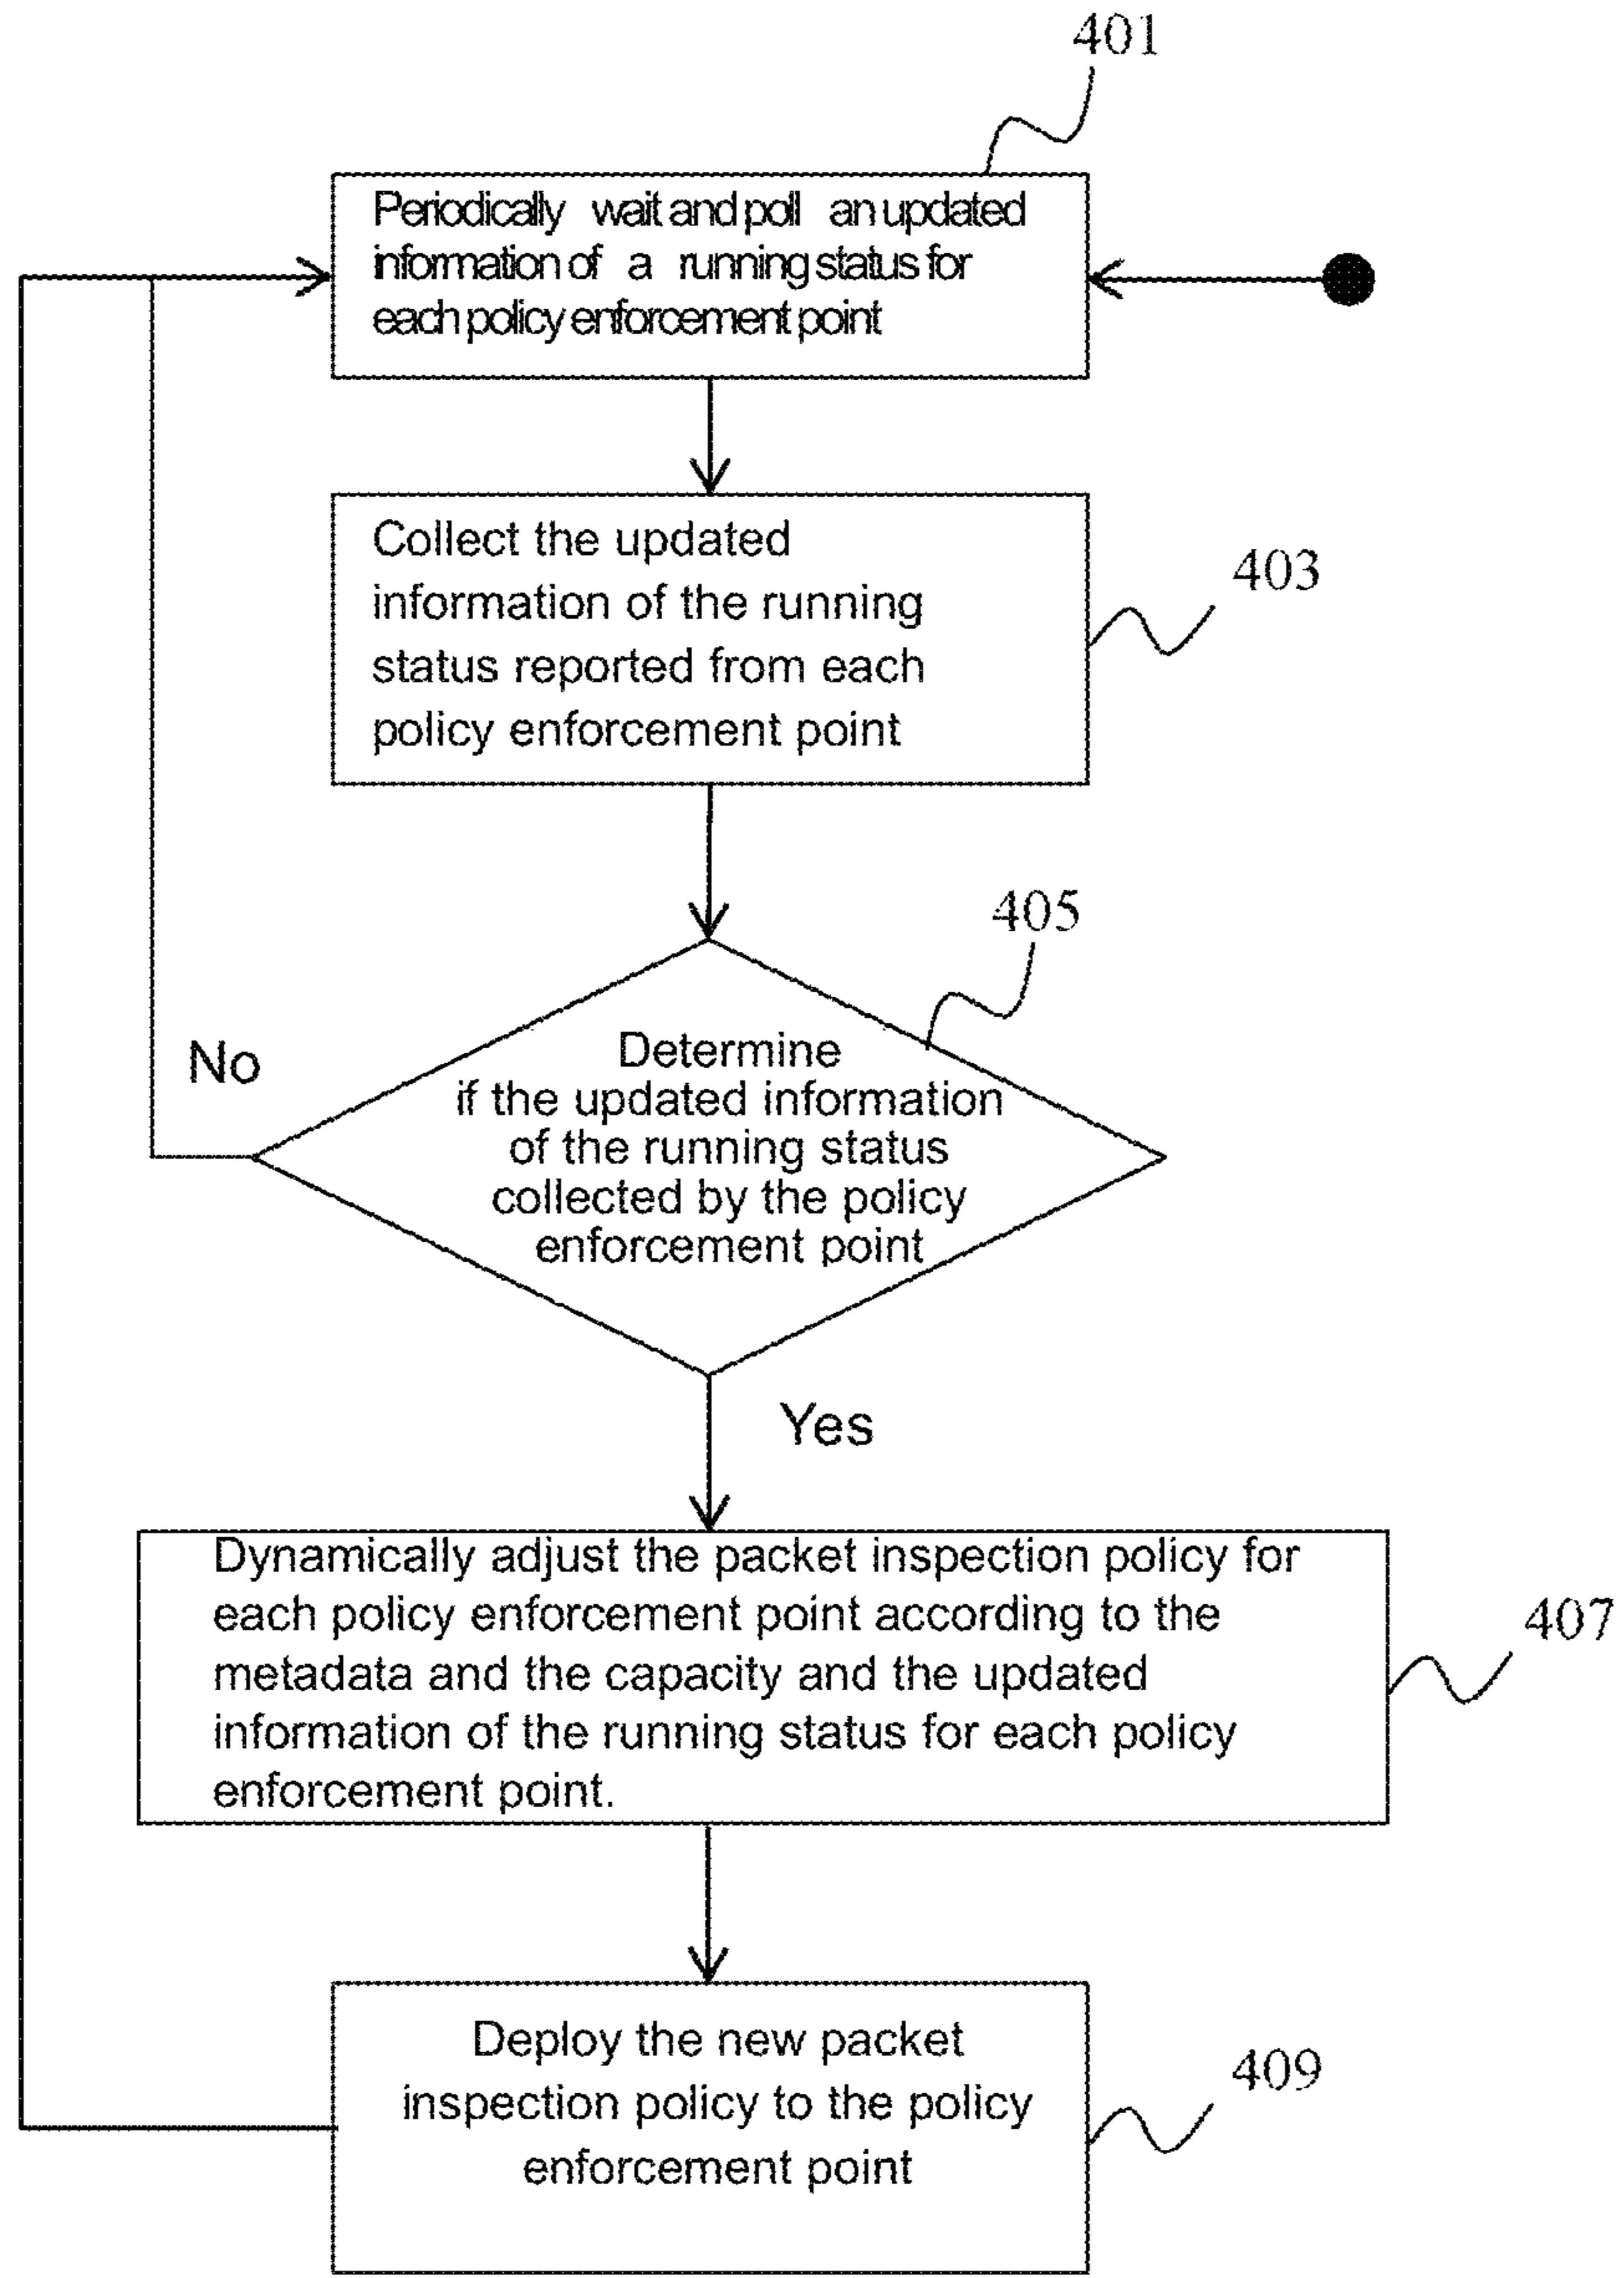 401
Periodically wait and poll an updated
information of a running status for
each policy enforcement point
Collect the updated
information of the running
status reported from each
policy enforcement point
403
405
No
Determine
if the updated information
of the running status
collected by the policy
enforcement point
Yes
Dynamically adjust the packet inspection policy for
each policy enforcement point according to the
metadata and the capacity and the updated
information of the running status for each policy
enforcement point.
407
Deploy the new packet
inspection policy to the policy
enforcement point
409